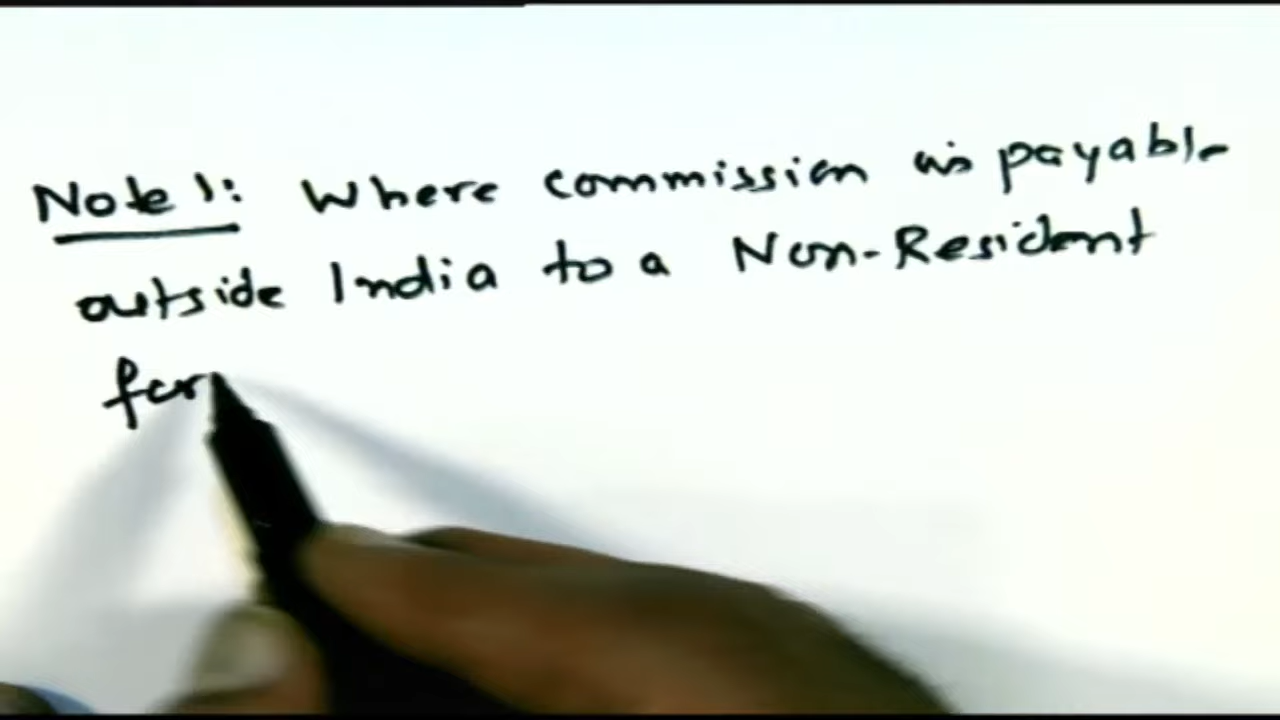 Note 1: Where commission is payable
outside India to a Non-Resident
for